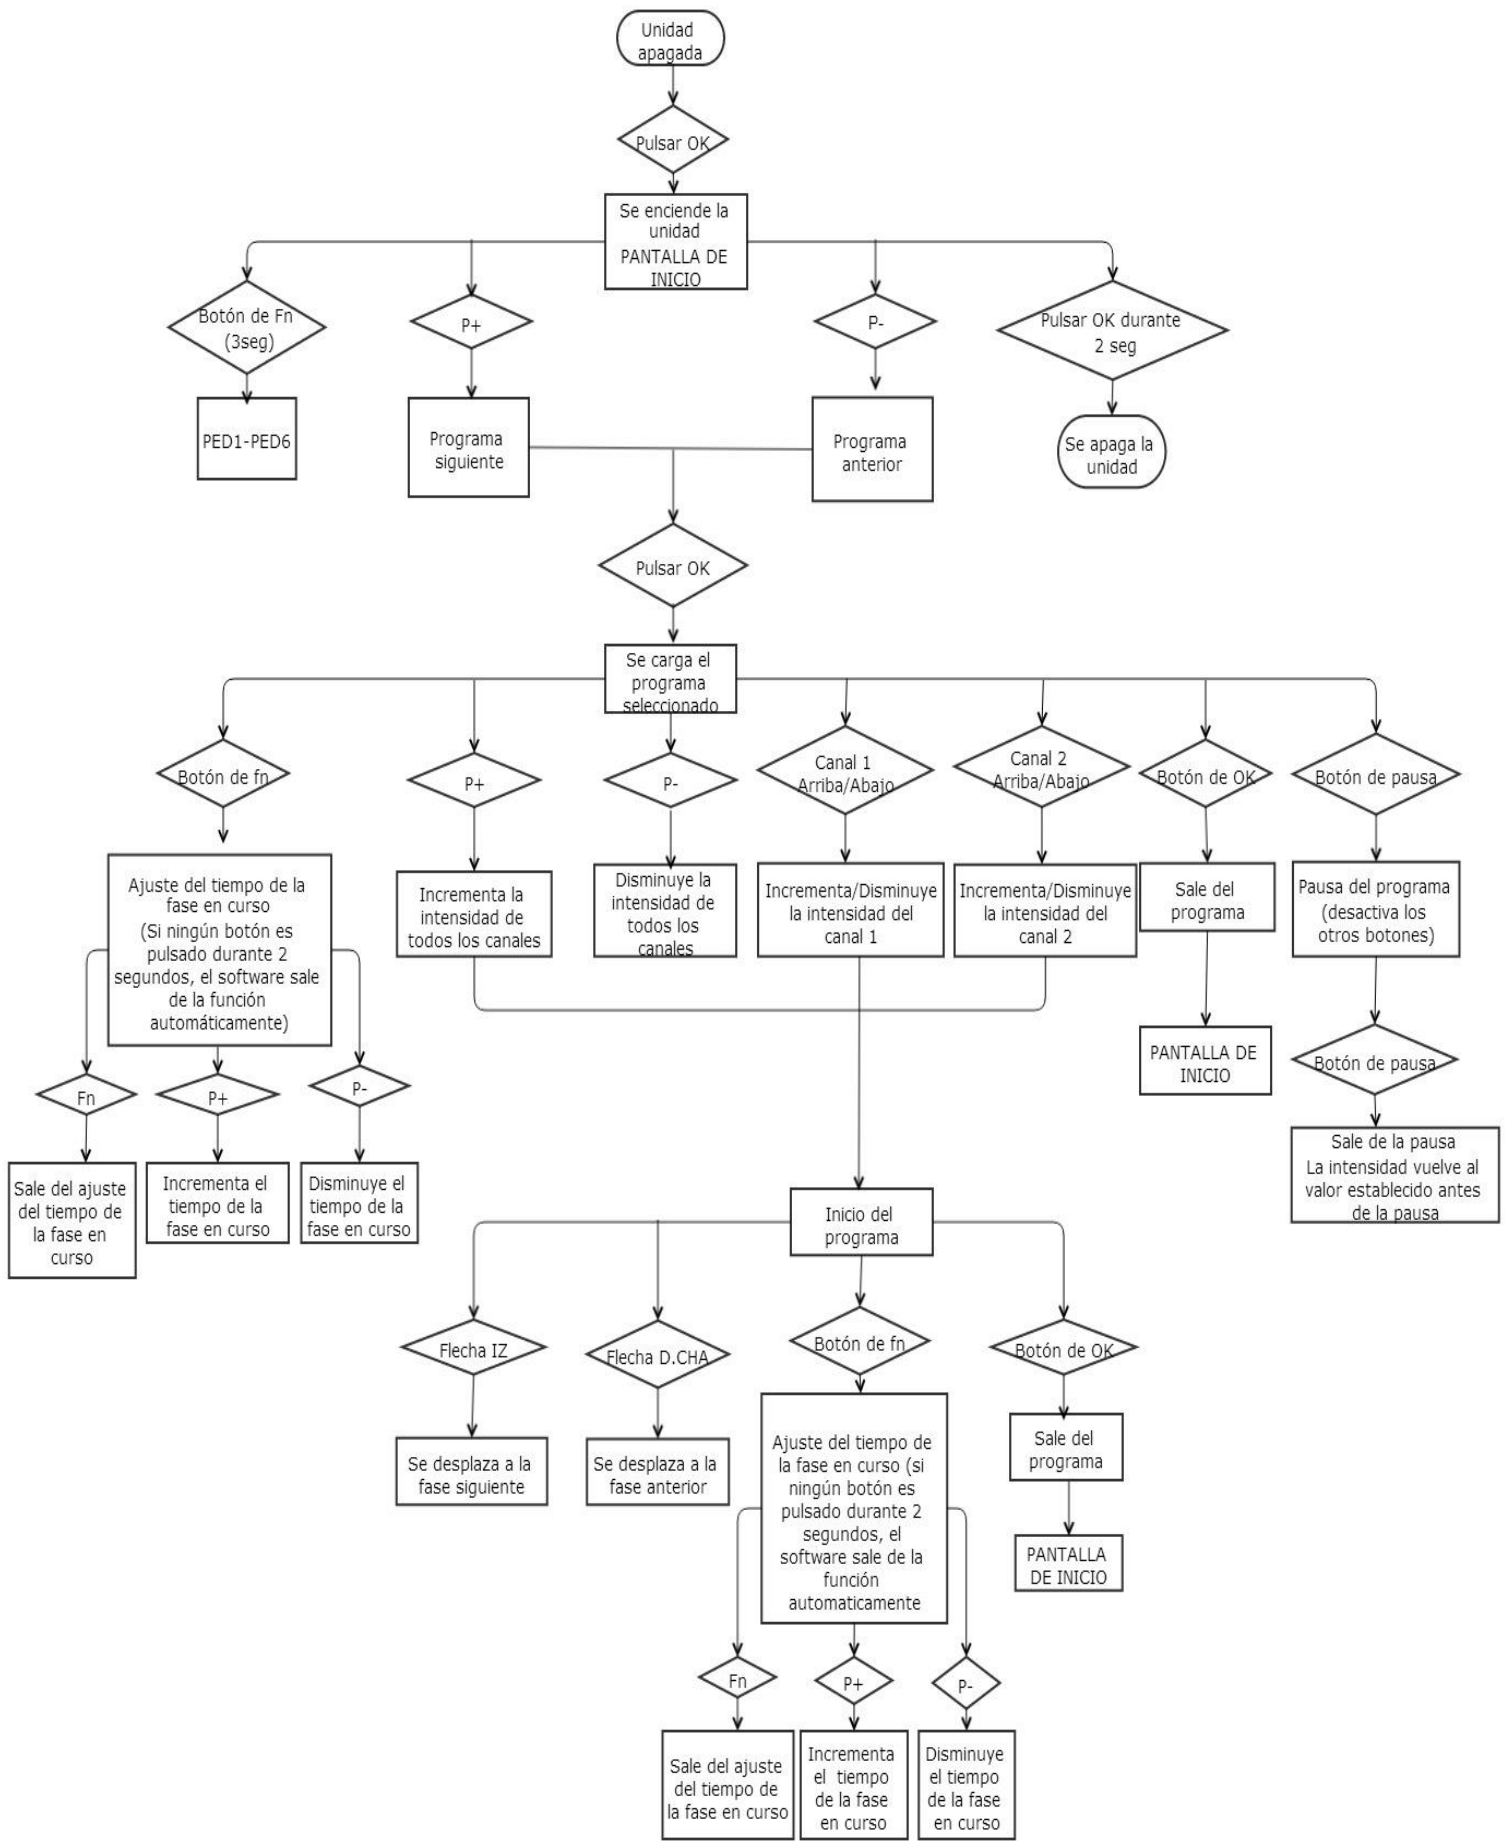 Unidad
apagada
Pulsar OK
Se enciende la
unidad
PANTALLA DE
INICIO
Botón de Fn
(3seg)
P+
P-
Pulsar OK durante
2 seg
PED1-PED6
Programa
siguiente
Programa
anterior
Se apaga la
unidad
Pulsar OK
Se carga el
programa
seleccionado
Botón de fn
P+
P-
Canal 1
Arriba/Abajo
Canal 2
Arriba/Abajo
Botón de OK
Botón de pausa
Ajuste del tiempo de la
fase en curso
(Si ningún botón es
pulsado durante 2
segundos, el software sale
de la función
automáticamente)
Incrementa la
intensidad de
todos los canales
Disminuye la
intensidad de
todos los
canales
Incrementa/Disminuye
la intensidad del
canal 1
Incrementa/Disminuye
la intensidad del
canal 2
Sale del
programa
Pausa del programa
(desactiva los
otros botones)
PANTALLA DE
INICIO
Botón de pausa
Fn
P+
P-
Sale del ajuste
del tiempo de
la fase en
curso
Incrementa el
tiempo de la
fase en curso
Disminuye el
tiempo de la
fase en curso
Sale de la pausa
La intensidad vuelve al
valor establecido antes
de la pausa
Inicio del
programa
Flecha IZ
Flecha D.CHA
Botón de fn
Botón de OK
Se desplaza a la
fase siguiente
Se desplaza a la
fase anterior
Ajuste del tiempo de
la fase en curso (si
ningún botón es
pulsado durante 2
segundos, el
software sale de la
función
automaticamente
Sale del
programa
PANTALLA
DE INICIO
Fn
P+
P-
Sale del ajuste
del tiempo de
la fase en curso
Incrementa
el tiempo
de la fase
en curso
Disminuye
el tiempo
de la fase
en curso